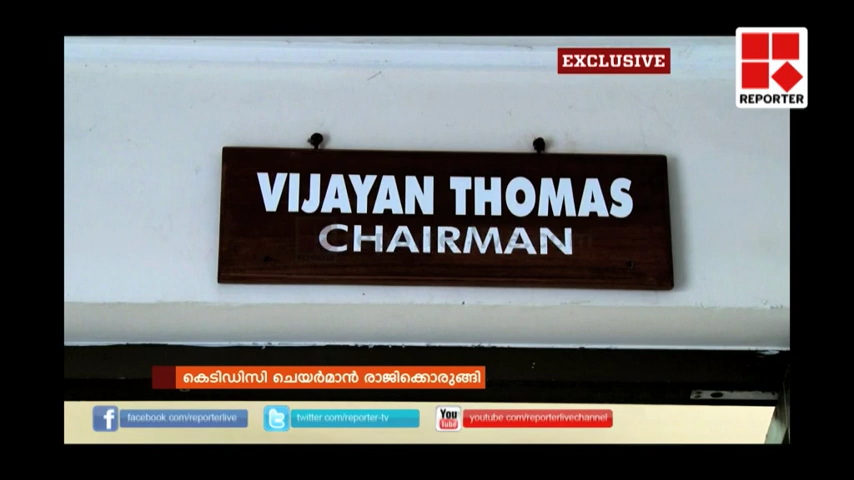 EXCLUSIVE
REPORTER
VIJAYAN THOMAS
CHAIRMAN
കെടിഡിസി ചെയർമാൻ രാജിക്കൊരുങ്ങി
facebook.com/reporterlive
twitter.com/reporter-tv
You
Tube
youtube.com/reporterlivechannel